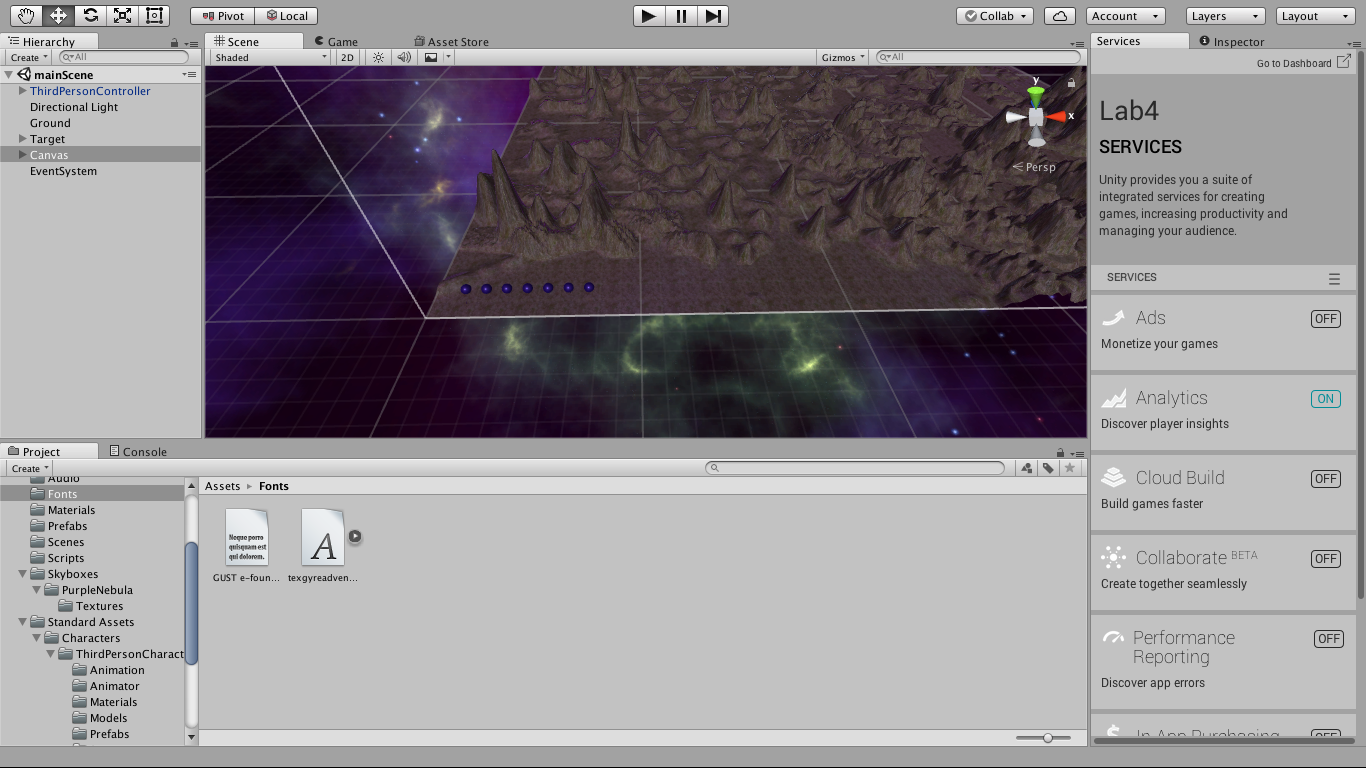 Pivot Local Collab Account Layers Layout
Hierarchy
Create All
mainScene
ThirdPersonController
Directional Light
Ground
Target
Canvas
EventSystem
Scene Game Asset Store
Shaded 2D Gizmos All
y
x
Persp
Services Inspector
Go to Dashboard
Lab4
SERVICES
Unity provides you a suite of
integrated services for creating
games, increasing productivity and
managing your audience.
SERVICES
Ads OFF
Monetize your games
Analytics ON
Discover player insights
Cloud Build OFF
Build games faster
Collaborate BETA OFF
Create together seamlessly
Performance
Reporting OFF
Discover app errors
In App Purchasing OFF
Project Console
Create
Audio
Fonts
Materials
Prefabs
Scenes
Scripts
Skyboxes
PurpleNebula
Textures
Standard Assets
Characters
ThirdPersonCharact
Animation
Animator
Materials
Models
Prefabs
Assets Fonts
Neque porro
quisquam est
qui dolorem.
A
GUST e-foun... texgyreadven...